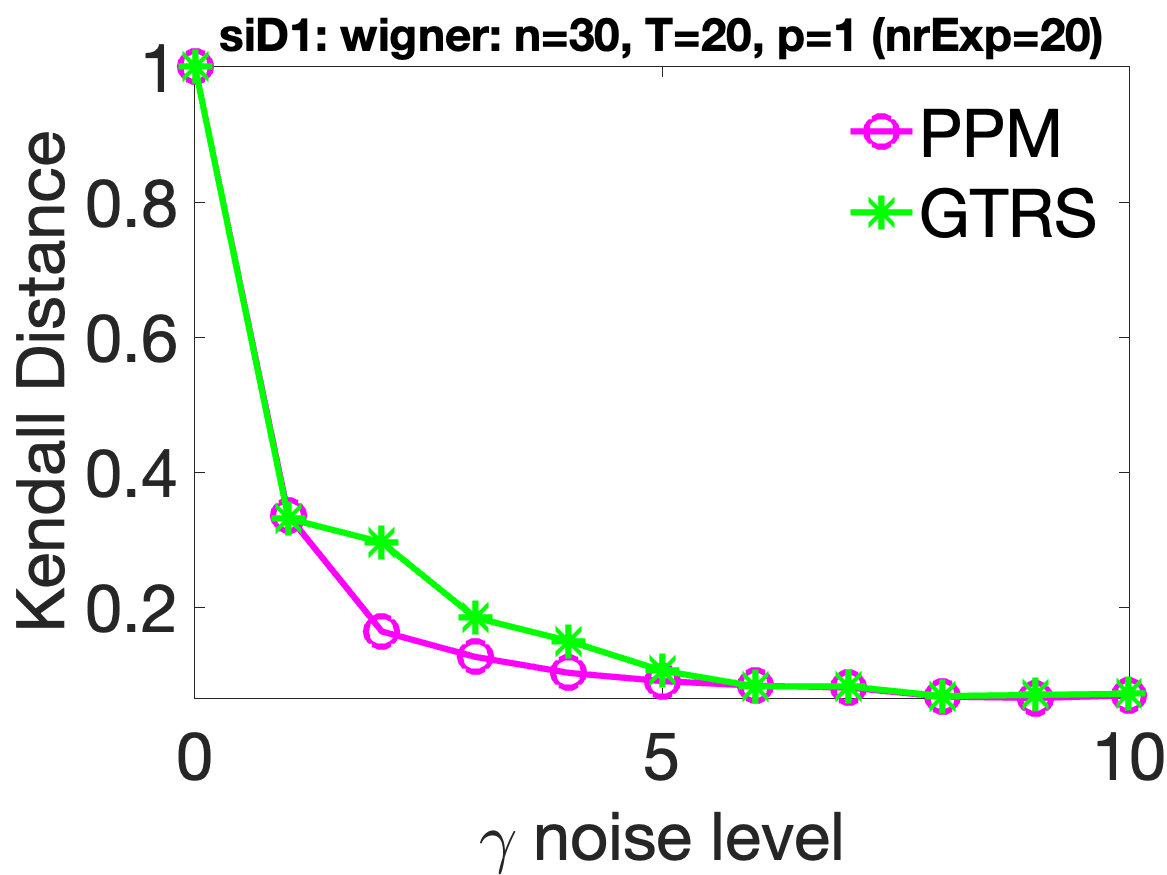 siD1: wigner: n=30, T=20, p=1 (nrExp=20)
1
0.8
0.6
0.4
0.2
Kendall Distance
PPM
GTRS
0 5 10
γ noise level